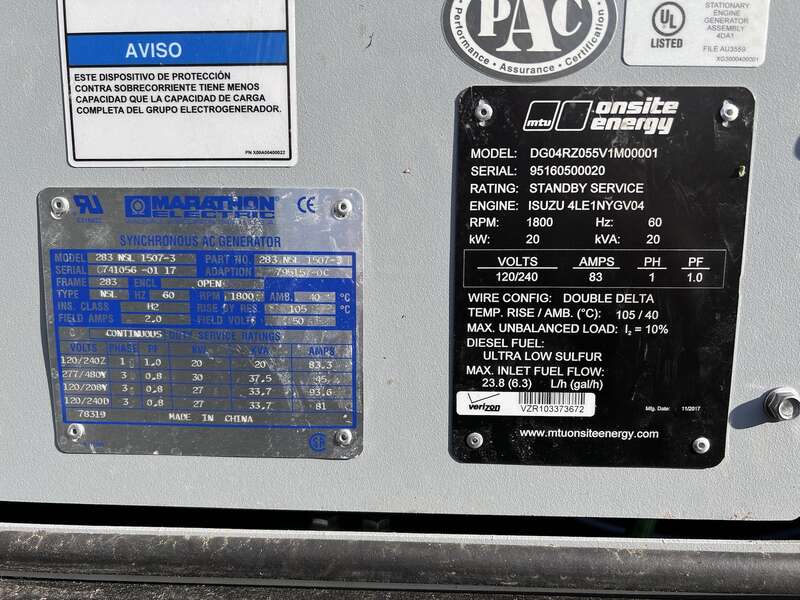 AVISO
ESTE DISPOSITIVO DE PROTECCIÓN
CONTRA SOBRECORRIENTE TIENE MENOS
CAPACIDAD QUE LA CAPACIDAD DE CARGA
COMPLETA DEL GRUPO ELECTROGENERADOR.
PN X00A00400022
PAC
Performance • Assurance • Certification
UL
LISTED
STATIONARY
ENGINE
GENERATOR
ASSEMBLY
4DA1
FILE AU3559
XG3000400001
MARATHON
ELECTRIC
CE
SYNCHRONOUS AC GENERATOR
MODEL 283 NSL 1507-3 PART NO. 283 NSL 1507-3
SERIAL C741056 -01 17 ADAPTION 795157-0C
FRAME 283 ENCL OPEN
TYPE NSL HZ 60 RPM 1800 AMB. 40 °C
INS. CLASS H2 RISE BY RES. 105 °C
FIELD AMPS 2.0 FIELD VOLTS 50
CONTINUOUS DUTY SERVICE RATINGS
VOLTS PHASE PF KW KVA AMPS
120/240Z 1 1.0 20 20 83.3
277/480Y 3 0.8 30 37.5 45
120/208Y 3 0.8 27 33.7 93.6
120/240D 3 0.8 27 33.7 81
78319 MADE IN CHINA
mtu onsite
energy
MODEL: DG04RZ055V1M00001
SERIAL: 95160500020
RATING: STANDBY SERVICE
ENGINE: ISUZU 4LE1NYGV04
RPM: 1800 Hz: 60
kW: 20 kVA: 20
VOLTS AMPS PH PF
120/240 83 1 1.0
WIRE CONFIG: DOUBLE DELTA
TEMP. RISE / AMB. (°C): 105 / 40
MAX. UNBALANCED LOAD: I₂ = 10%
DIESEL FUEL:
ULTRA LOW SULFUR
MAX. INLET FUEL FLOW:
23.8 (6.3) L/h (gal/h)
verizon VZR103373672
Mfg. Date: 11/2017
www.mtuonsiteenergy.com